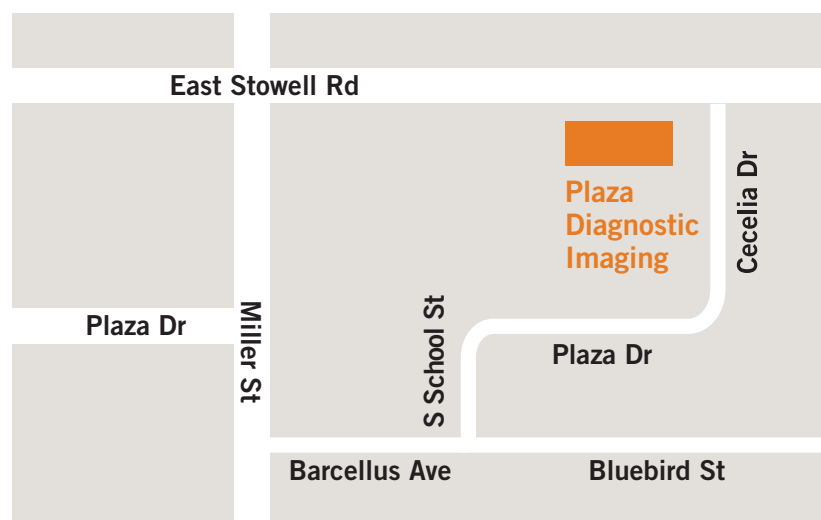 East Stowell Rd
Plaza
Diagnostic
Imaging
Cecelia Dr
Plaza Dr
Miller St
S School St
Plaza Dr
Barcellus Ave
Bluebird St